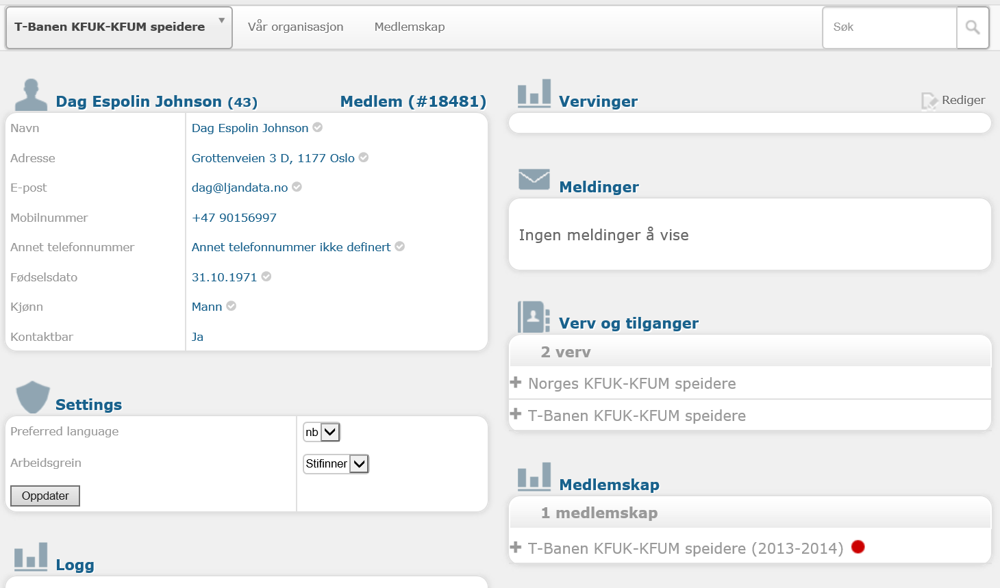 T-Banen KFUK-KFUM speidere
Vår organisasjon
Medlemskap
Søk
Dag Espolin Johnson (43)
Medlem (#18481)
Navn
Dag Espolin Johnson
Adresse
Grottenveien 3 D, 1177 Oslo
E-post
dag@ljandata.no
Mobilnummer
+47 90156997
Annet telefonnummer
Annet telefonnummer ikke definert
Fødselsdato
31.10.1971
Kjønn
Mann
Kontaktbar
Ja
Settings
Preferred language
nb
Arbeidsgrein
Stifinner
Oppdater
Logg
Vervinger
Rediger
Meldinger
Ingen meldinger å vise
Verv og tilganger
2 verv
Norges KFUK-KFUM speidere
T-Banen KFUK-KFUM speidere
Medlemskap
1 medlemskap
T-Banen KFUK-KFUM speidere (2013-2014)